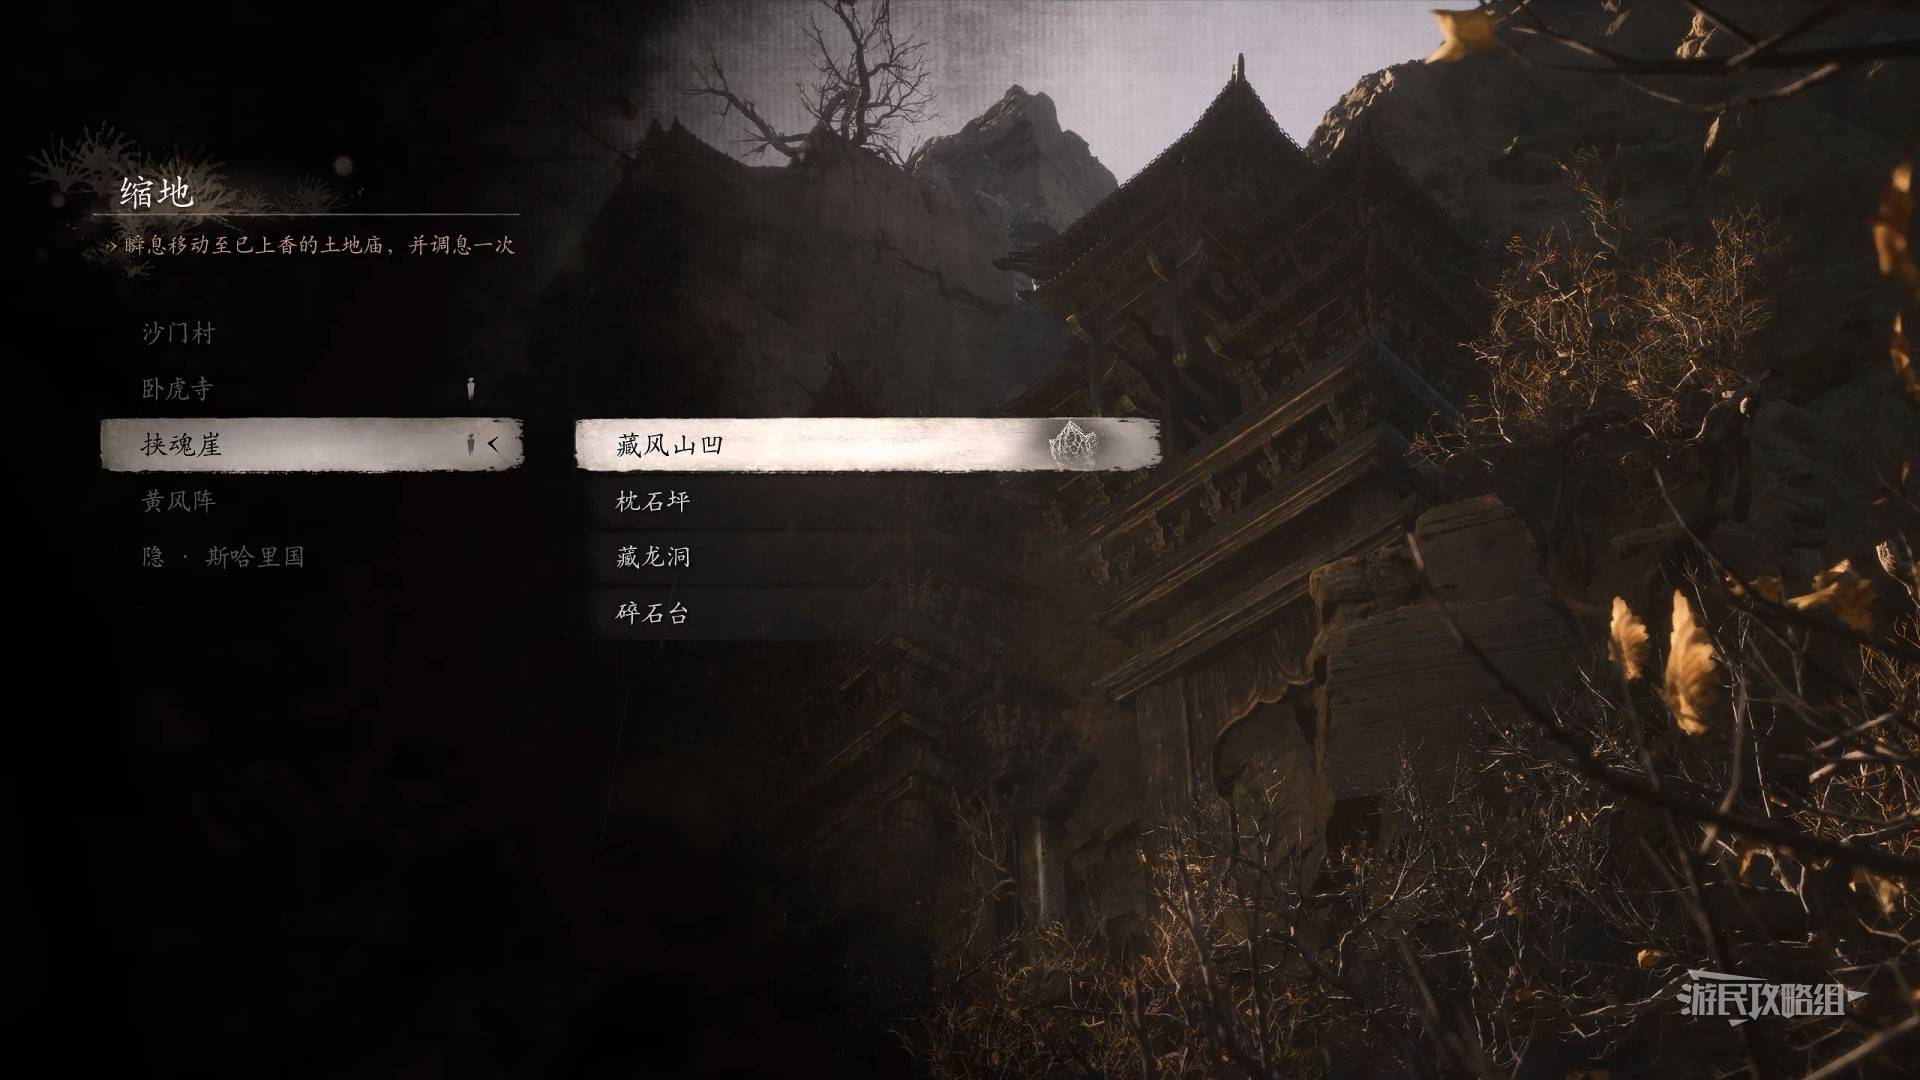 缩地
瞬息移动至已上香的土地庙，并调息一次
沙门村
卧虎寺
挟魂崖
黄风阵
隐 · 斯哈里国
藏风山凹
枕石坪
藏龙洞
碎石台
游民攻略组